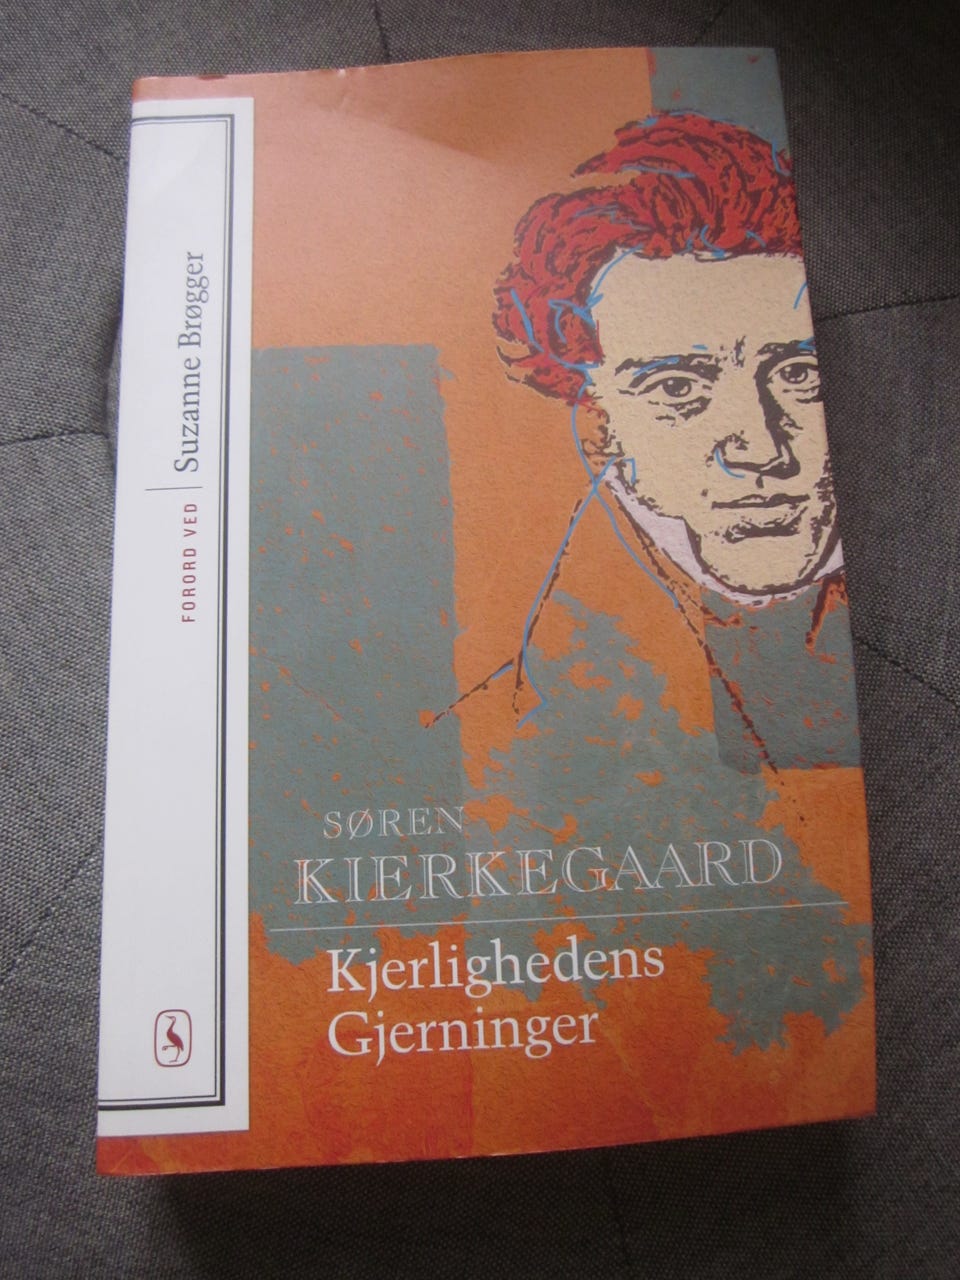 FORORD VED | Suzanne Brøgger
SØREN
KIERKEGAARD
Kjerlighedens
Gjerninger